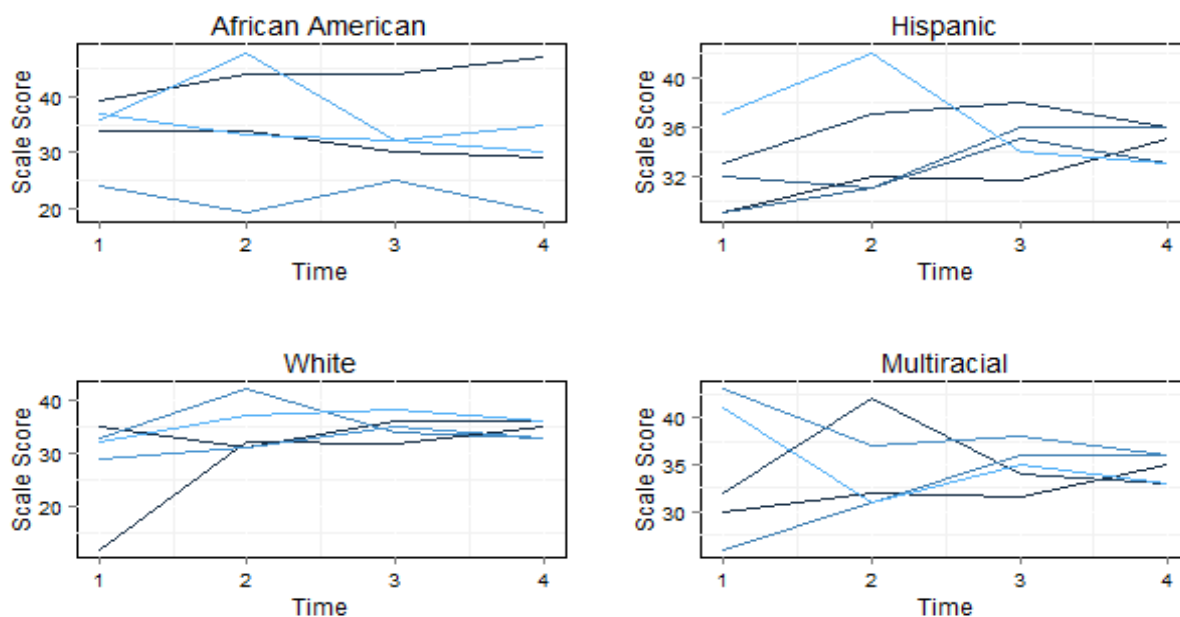 African American
Scale Score
40
30
20
1 2 3 4
Time
Hispanic
Scale Score
40
36
32
1 2 3 4
Time
White
Scale Score
40
30
20
1 2 3 4
Time
Multiracial
Scale Score
40
35
30
1 2 3 4
Time